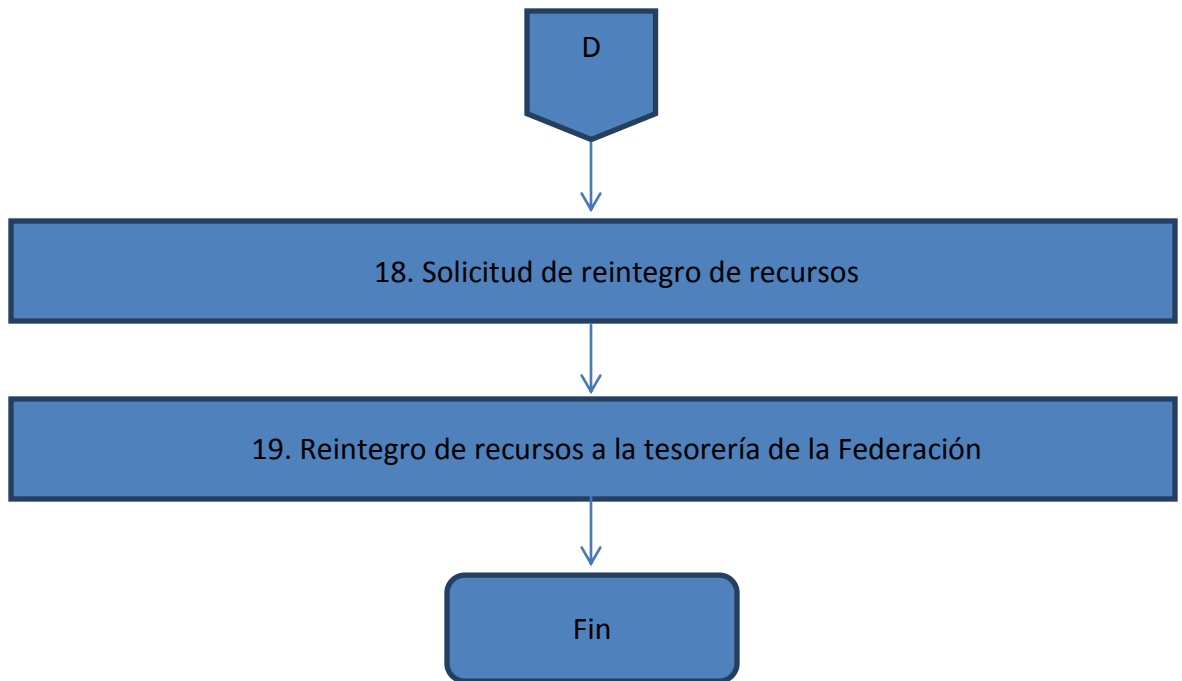 D
18. Solicitud de reintegro de recursos
19. Reintegro de recursos a la tesorería de la Federación
Fin